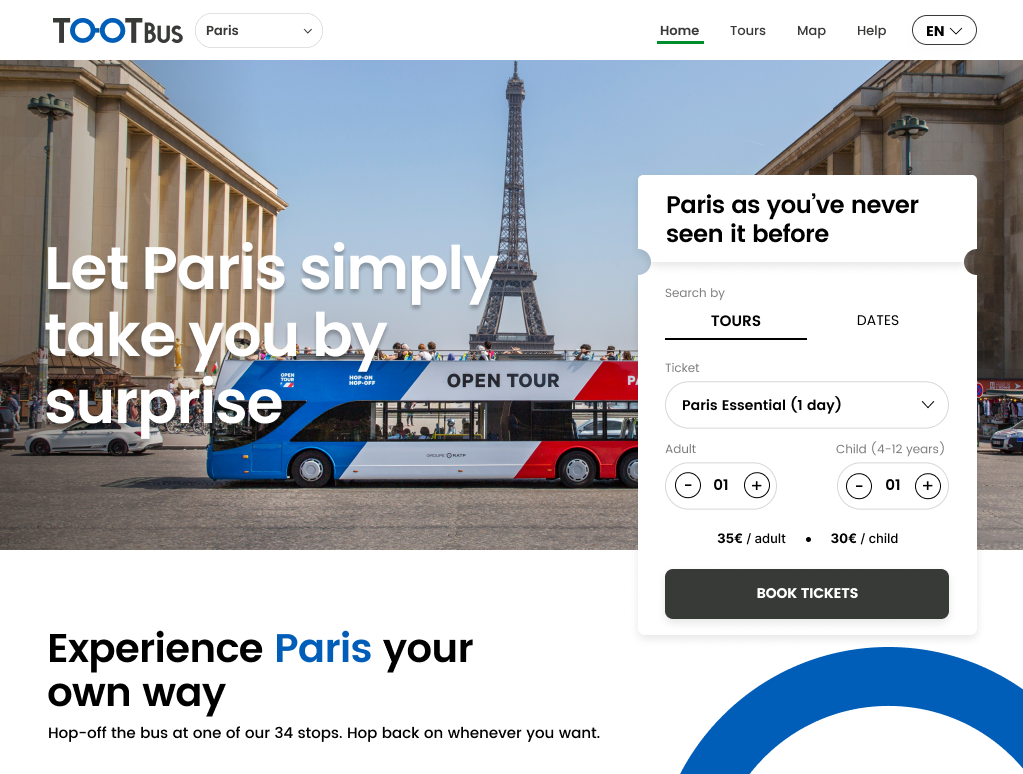 TOOTBUS
Paris
Home
Tours
Map
Help
EN
Let Paris simply
take you by
surprise
OPEN
TOUR
HOP-ON
HOP-OFF
OPEN TOUR
GROUPE RATP
Paris as you’ve never
seen it before
Search by
TOURS
DATES
Ticket
Paris Essential (1 day)
Adult
Child (4-12 years)
- 01 +
- 01 +
35€ / adult • 30€ / child
BOOK TICKETS
Experience Paris your
own way
Hop-off the bus at one of our 34 stops. Hop back on whenever you want.